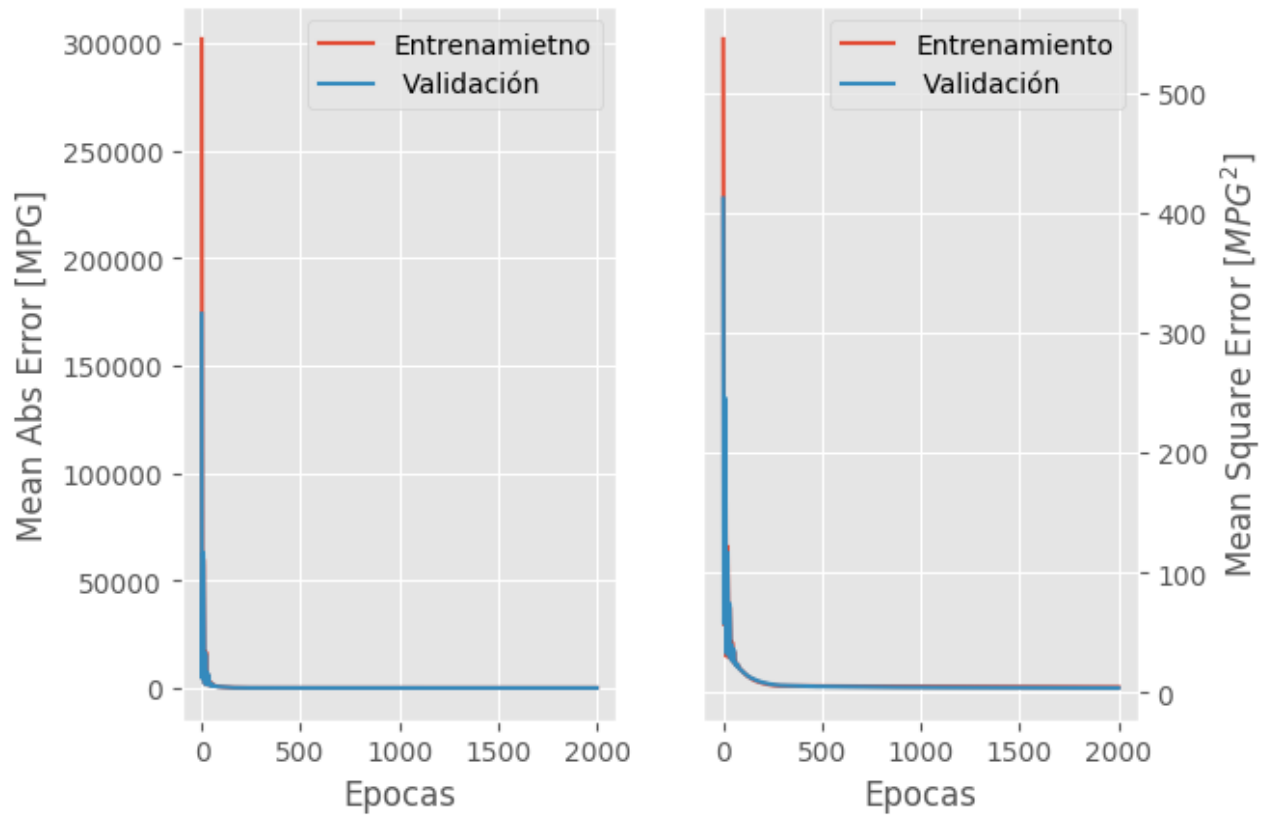 Entrenamietno
Validación
300000
250000
200000
150000
100000
50000
0
Mean Abs Error [MPG]
0 500 1000 1500 2000
Epocas
Entrenamiento
Validación
500
400
300
200
100
0
Mean Square Error [MPG²]
0 500 1000 1500 2000
Epocas